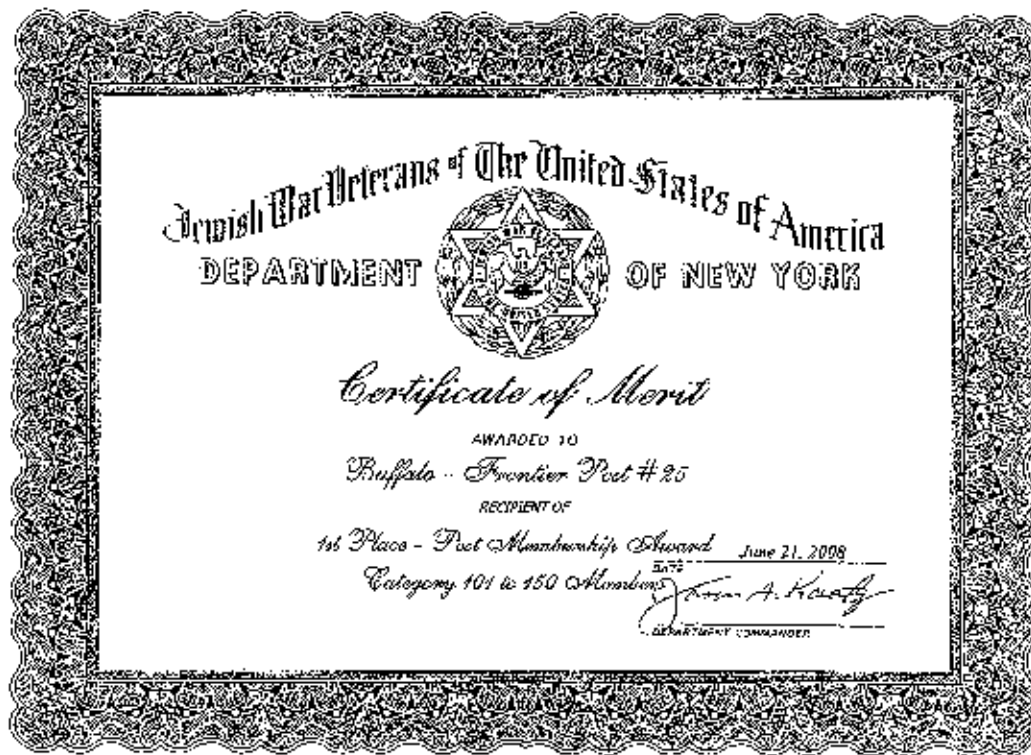 Jewish War Veterans of The United States of America
DEPARTMENT OF NEW YORK
Certificate of Merit
AWARDED TO
Buffalo - Frontier Post # 25
RECIPIENT OF
1st Place - Post Membership Award
Category 101 to 150 Members
June 21, 2008
DATE
DEPARTMENT COMMANDER